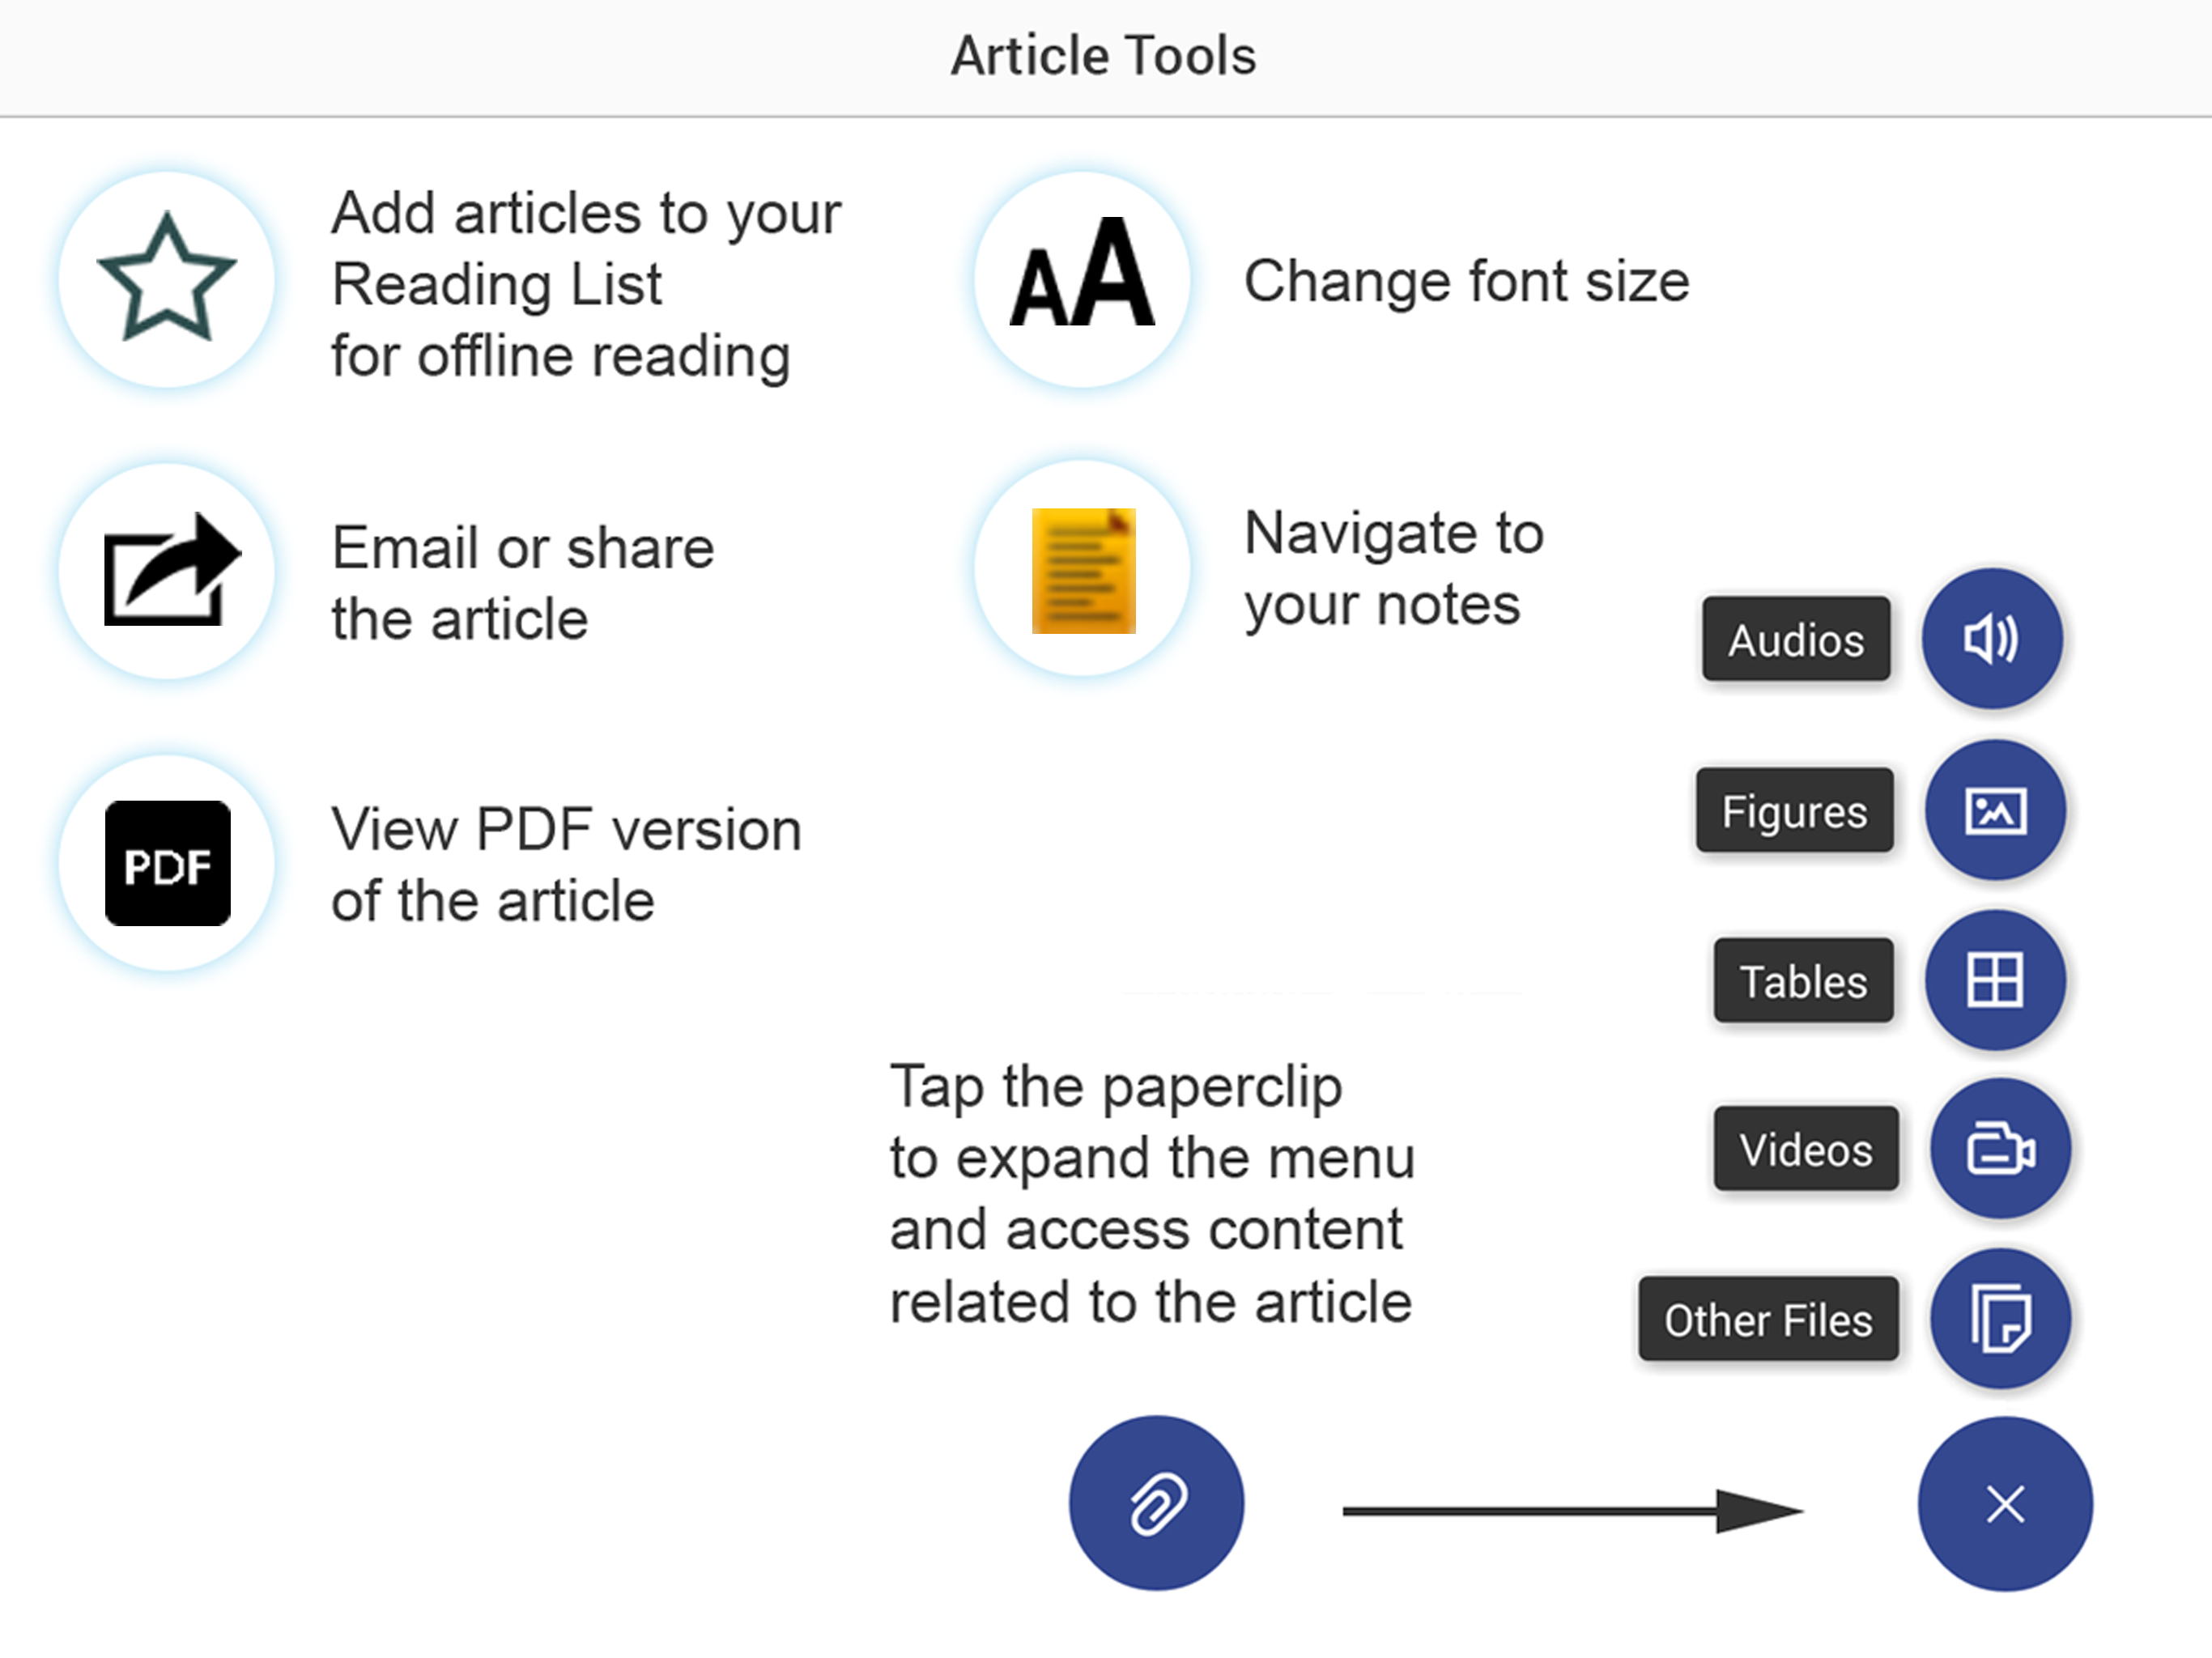 Article Tools
Add articles to your
Reading List
for offline reading
AA
Change font size
Email or share
the article
Navigate to
your notes
PDF
View PDF version
of the article
Audios
Figures
Tables
Videos
Other Files
Tap the paperclip
to expand the menu
and access content
related to the article